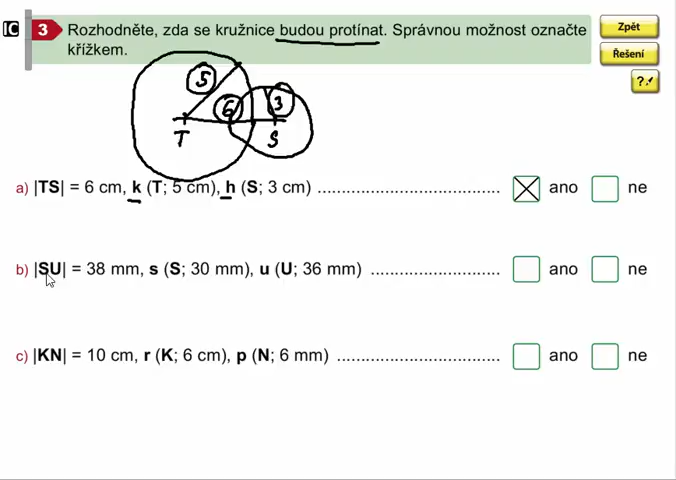 3 Rozhodněte, zda se kružnice budou protínat. Správnou možnost označte
křížkem.
Zpět
Řešení
?
5
6
3
T
S
a) |TS| = 6 cm, k (T; 5 cm), h (S; 3 cm) ..................................... ano ne
b) |SU| = 38 mm, s (S; 30 mm), u (U; 36 mm) .......................... ano ne
c) |KN| = 10 cm, r (K; 6 cm), p (N; 6 mm) ................................. ano ne